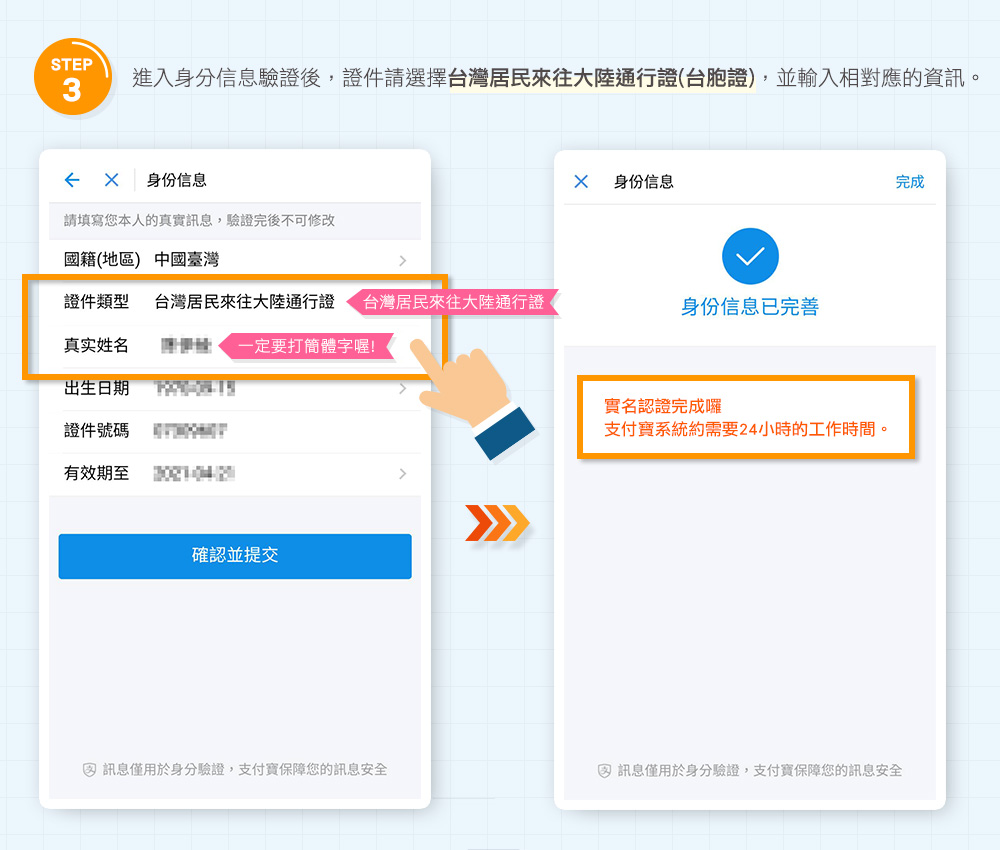 STEP
3
進入身分信息驗證後，證件請選擇台灣居民來往大陸通行證(台胞證)，並輸入相對應的資訊。
身份信息
請填寫您本人的真實訊息，驗證完後不可修改
國籍(地區) 中國臺灣
證件類型 台灣居民來往大陸通行證
台灣居民來往大陸通行證
真实姓名
一定要打簡體字喔!
出生日期
證件號碼
有效期至
確認並提交
訊息僅用於身分驗證，支付寶保障您的訊息安全
身份信息
完成
身份信息已完善
實名認證完成囉
支付寶系統約需要24小時的工作時間。
訊息僅用於身分驗證，支付寶保障您的訊息安全